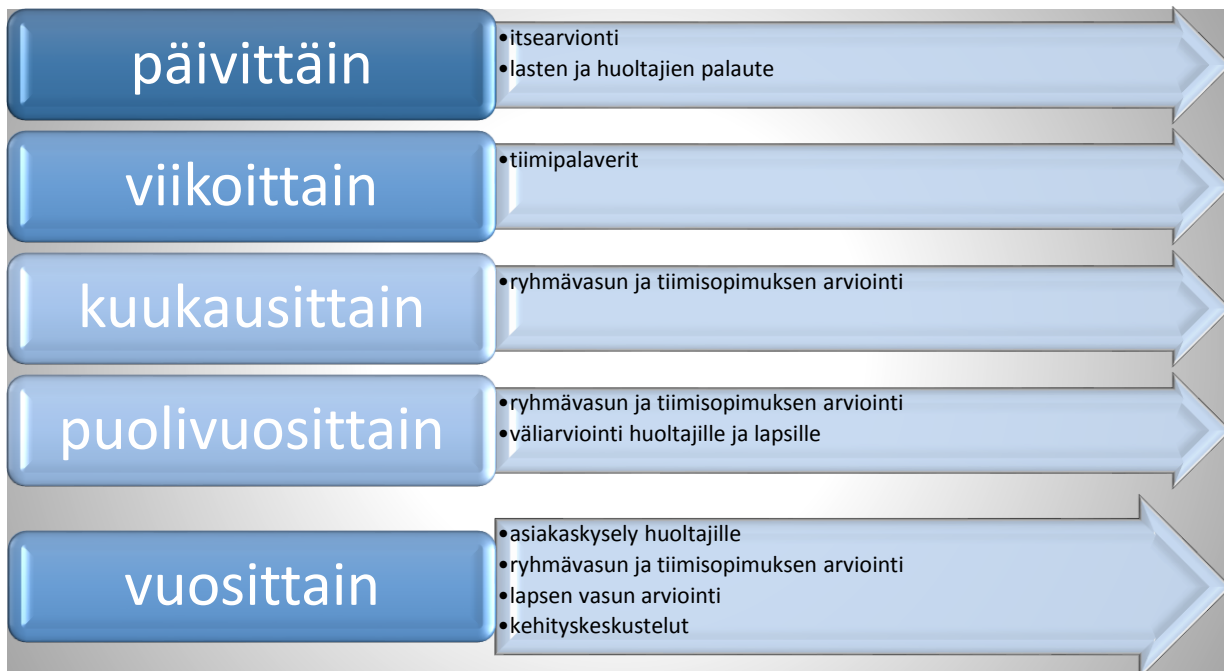 päivittäin
•itsearvionti
•lasten ja huoltajien palaute
viikoittain
•tiimipalaverit
kuukausittain
•ryhmävasun ja tiimisopimuksen arviointi
puolivuosittain
•ryhmävasun ja tiimisopimuksen arviointi
•väliarviointi huoltajille ja lapsille
vuosittain
•asiakaskysely huoltajille
•ryhmävasun ja tiimisopimuksen arviointi
•lapsen vasun arviointi
•kehityskeskustelut